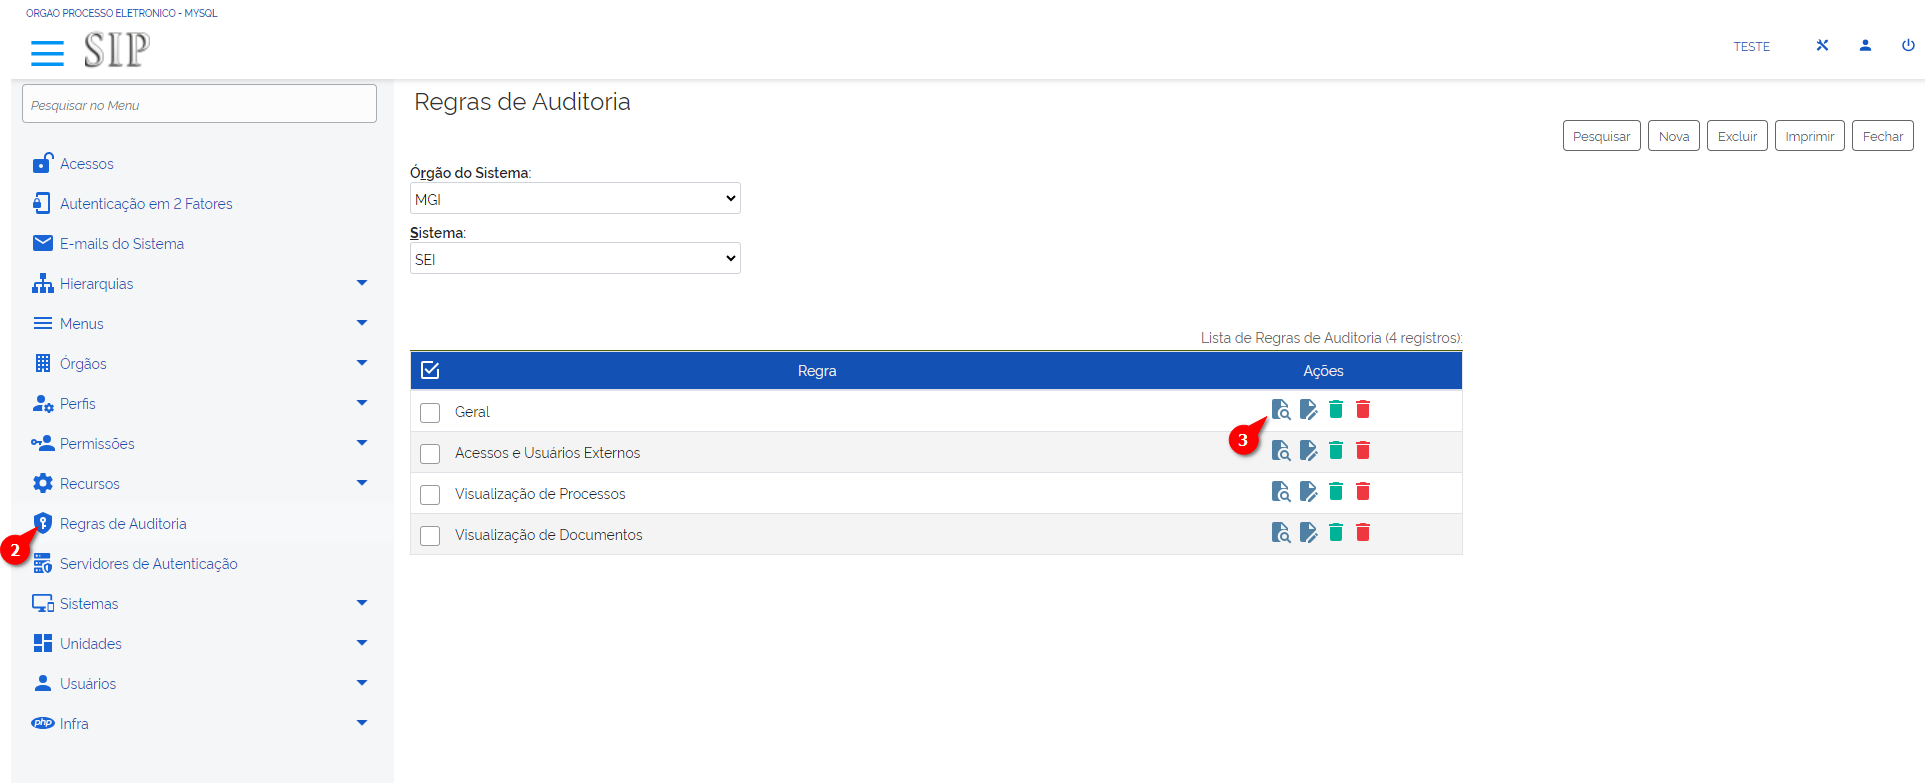 ORGAO PROCESSO ELETRONICO - MYSQL
SIP
TESTE
Pesquisar no Menu
Acessos
Autenticação em 2 Fatores
E-mails do Sistema
Hierarquias
Menus
Órgãos
Perfis
Permissões
Recursos
Regras de Auditoria
2
Servidores de Autenticação
Sistemas
Unidades
Usuários
php Infra
Regras de Auditoria
Pesquisar Nova Excluir Imprimir Fechar
Órgão do Sistema:
MGI
Sistema:
SEI
Lista de Regras de Auditoria (4 registros):
Regra Ações
Geral
3
Acessos e Usuários Externos
Visualização de Processos
Visualização de Documentos